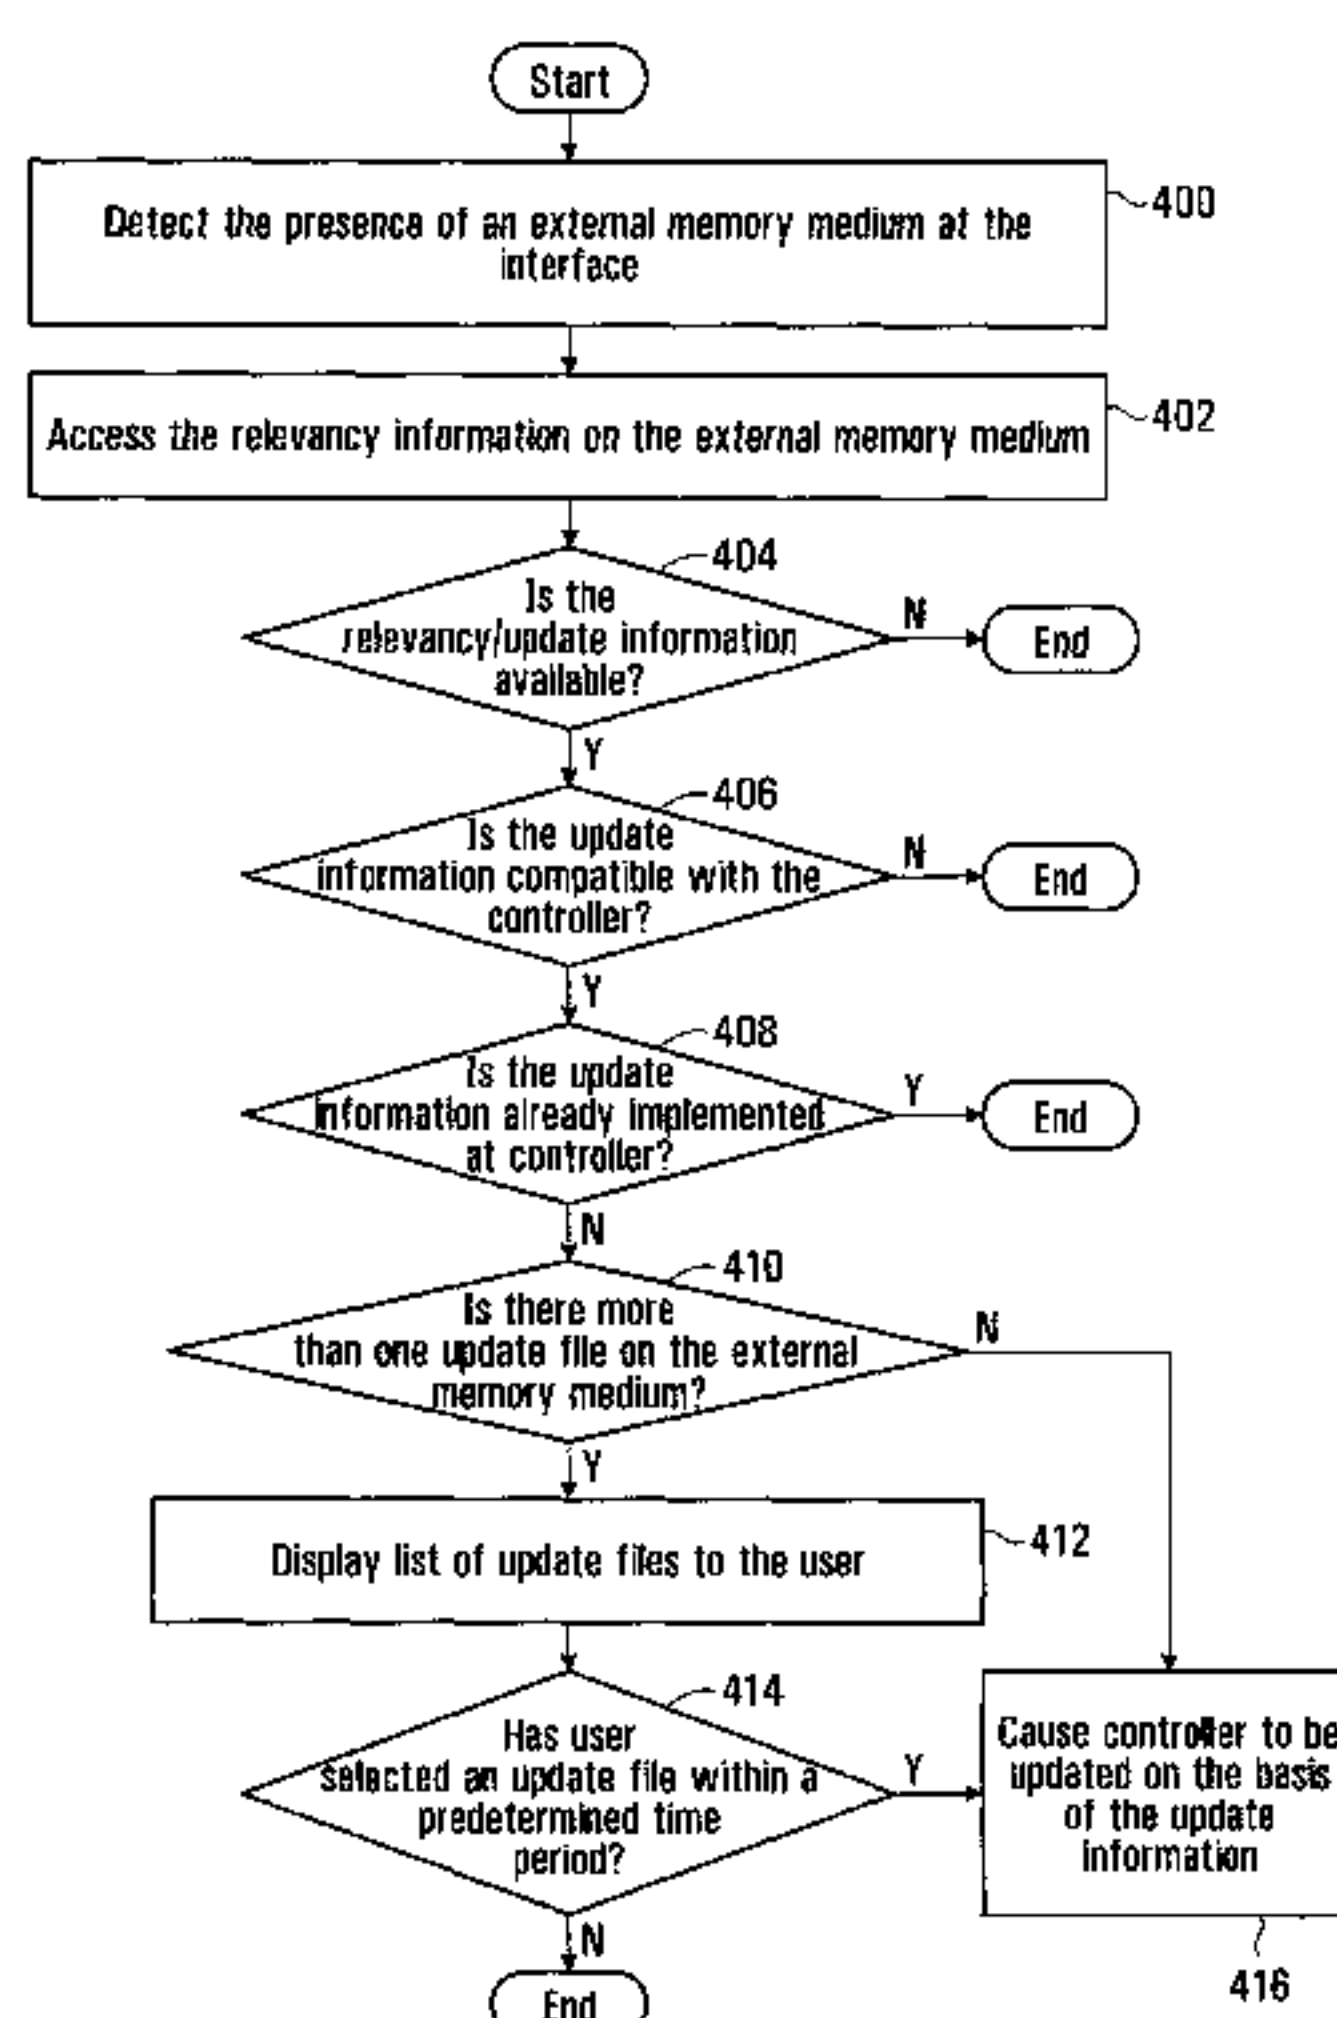 Start
Detect the presence of an external memory medium at the
interface
400
Access the relevancy information on the external memory medium
402
404
Is the
relevancy/update information
available?
N
End
Y
406
Is the update
information compatible with the
controller?
N
End
Y
408
Is the update
information already implemented
at controller?
Y
End
N
410
Is there more
than one update file on the external
memory medium?
N
Y
Display list of update files to the user
412
414
Has user
selected an update file within a
predetermined time
period?
Y
Cause controller to be
updated on the basis
of the update
information
416
N
End